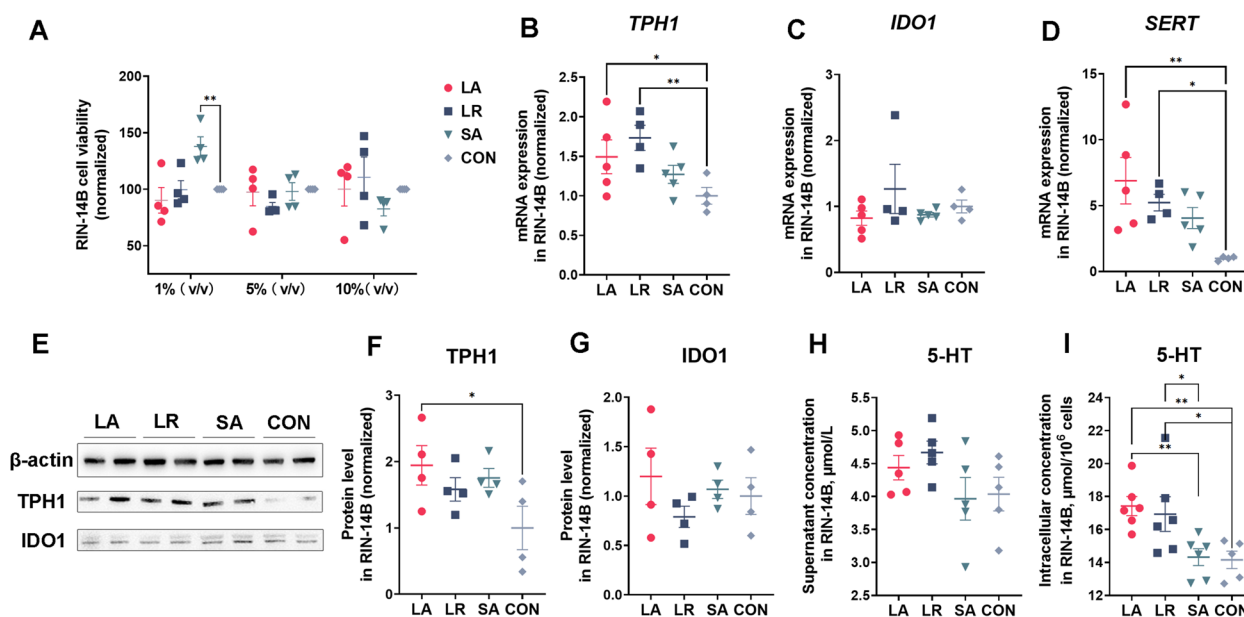 A
RIN-14B cell viability
(normalized)
200
150
100
50
**
1%( v/v)
5% (v/v)
10%(v/v)
LA
LR
SA
CON
B
TPH1
mRNA expression
in RIN-14B (normalized)
2.5
2.0
1.5
1.0
0.5
0.0
*
**
LA LR SA CON
C
IDO1
mRNA expression
in RIN-14B (normalized)
3
2
1
0
LA LR SA CON
D
SERT
mRNA expression
in RIN-14B (normalized)
15
10
5
0
**
*
LA LR SA CON
E
LA LR SA CON
β-actin
TPH1
IDO1
F
TPH1
Protein level
in RIN-14B (normalized)
3
2
1
0
*
LA LR SA CON
G
IDO1
Protein level
in RIN-14B (normalized)
2.0
1.5
1.0
0.5
0.0
LA LR SA CON
H
5-HT
Supernatant concentration
in RIN-14B, μmol/L
5.5
5.0
4.5
4.0
3.5
3.0
2.5
LA LR SA CON
I
5-HT
Intracellular concentration
in RIN-14B, μmol/10⁶ cells
24
22
20
18
16
14
12
*
**
*
**
LA LR SA CON